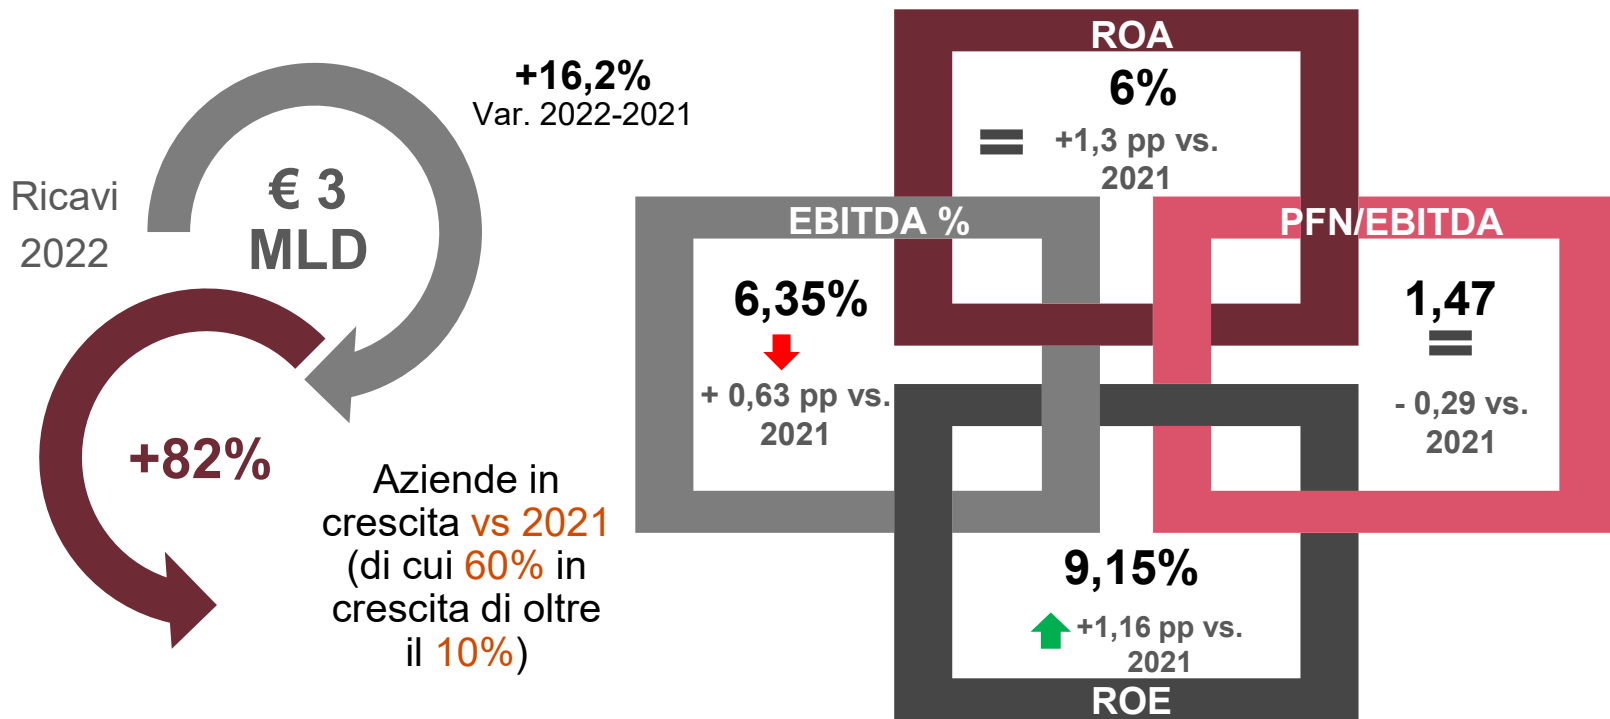 Ricavi
2022
€ 3
MLD
+16,2%
Var. 2022-2021
+82%
Aziende in
crescita vs 2021
(di cui 60% in
crescita di oltre
il 10%)
ROA
6%
+1,3 pp vs.
2021
EBITDA %
6,35%
+ 0,63 pp vs.
2021
PFN/EBITDA
1,47
- 0,29 vs.
2021
9,15%
+1,16 pp vs.
2021
ROE